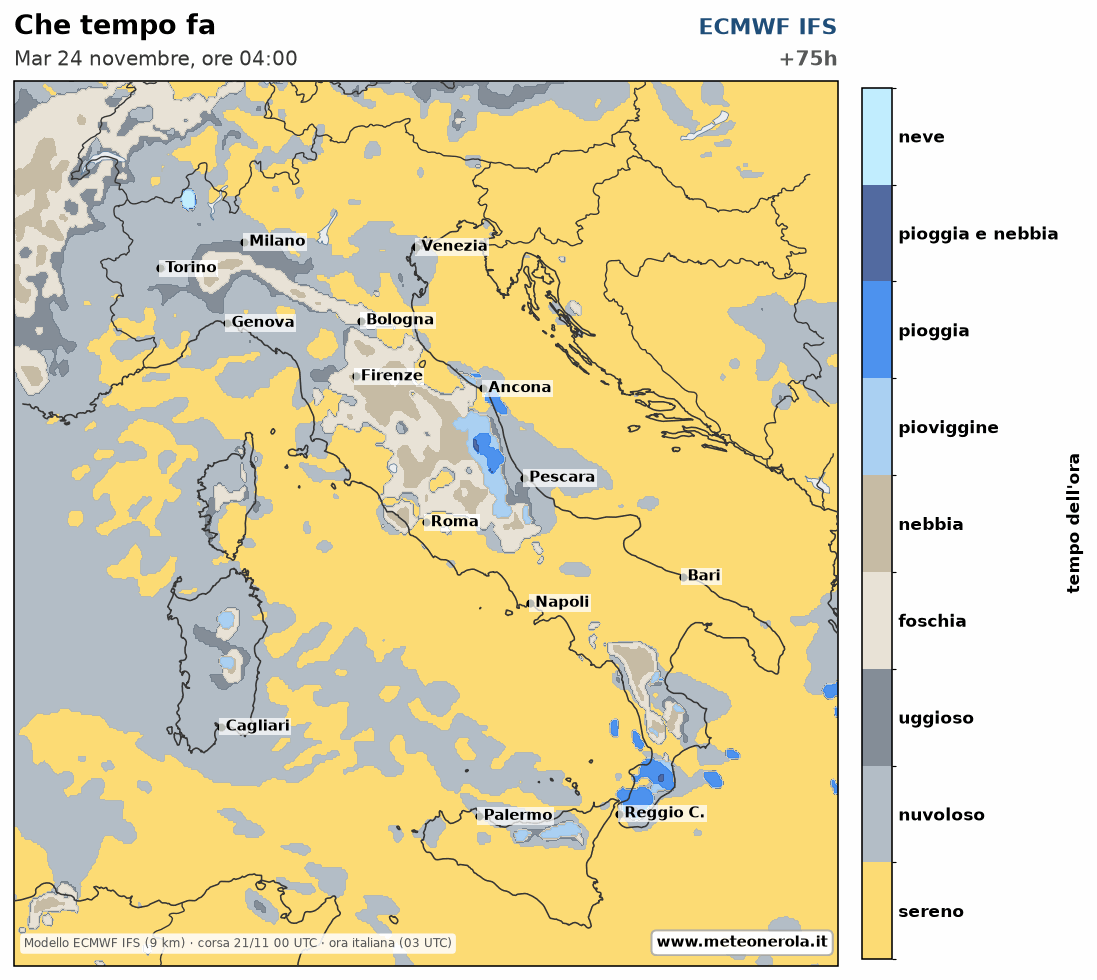 Che tempo fa
ECMWF IFS
Mar 24 novembre, ore 04:00
+75h
neve
pioggia e nebbia
pioggia
pioviggine
nebbia
foschia
uggioso
nuvoloso
sereno
tempo dell'ora
Milano
Venezia
Torino
Genova
Bologna
Firenze
Ancona
Pescara
Roma
Bari
Napoli
Cagliari
Palermo
Reggio C.
Modello ECMWF IFS (9 km) · corsa 21/11 00 UTC · ora italiana (03 UTC)
www.meteonerola.it